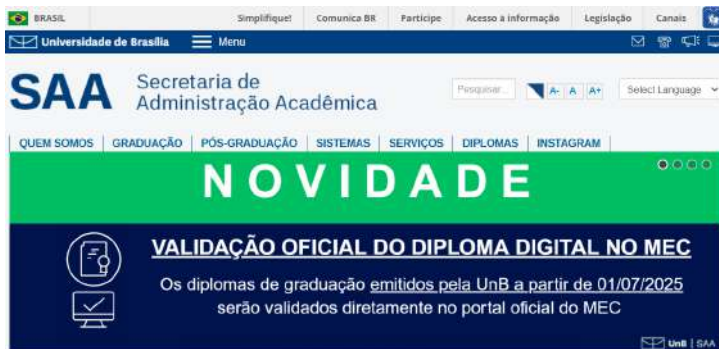 BRASIL Simplifique! Comunica BR Participe Acesso à informação Legislação Canais
Universidade de Brasília Menu
SAA Secretaria de
Administração Acadêmica
Pesquisar... A- A A+ Select Language
QUEM SOMOS GRADUAÇÃO PÓS-GRADUAÇÃO SISTEMAS SERVIÇOS DIPLOMAS INSTAGRAM
NOVIDADE
VALIDAÇÃO OFICIAL DO DIPLOMA DIGITAL NO MEC
Os diplomas de graduação emitidos pela UnB a partir de 01/07/2025
serão validados diretamente no portal oficial do MEC
UnB | SAA